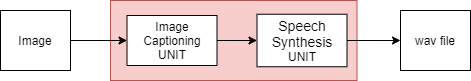 Image
Image
Captioning
UNIT
Speech
Synthesis
UNIT
wav file